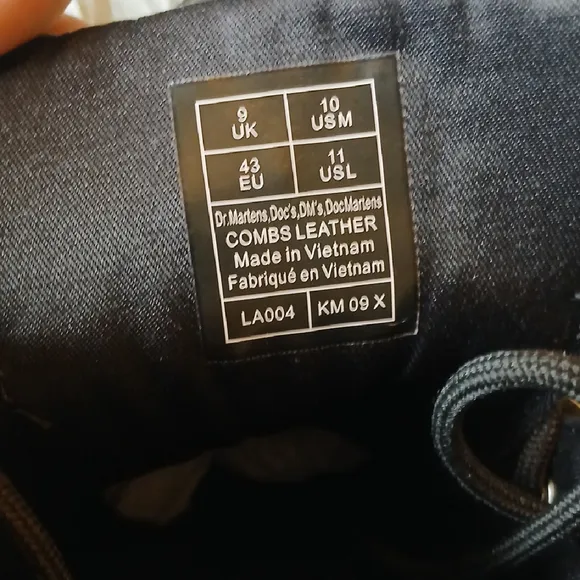 9 UK
10 USM
43 EU
11 USL
Dr.Martens,Doc's,DM's,DocMartens
COMBS LEATHER
Made in Vietnam
Fabriqué en Vietnam
LA004
KM 09 X